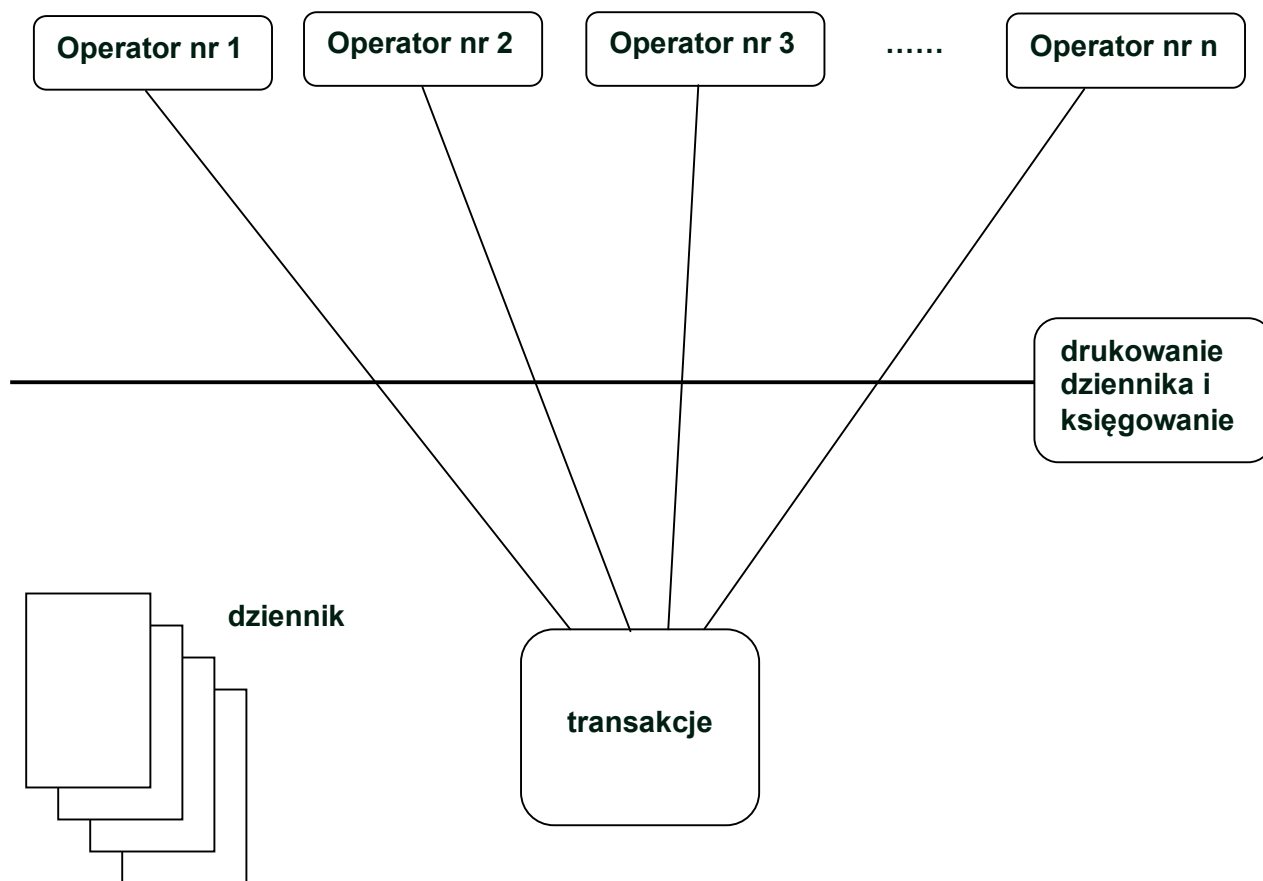 Operator nr 1
Operator nr 2
Operator nr 3
......
Operator nr n
drukowanie
dziennika i
księgowanie
dziennik
transakcje